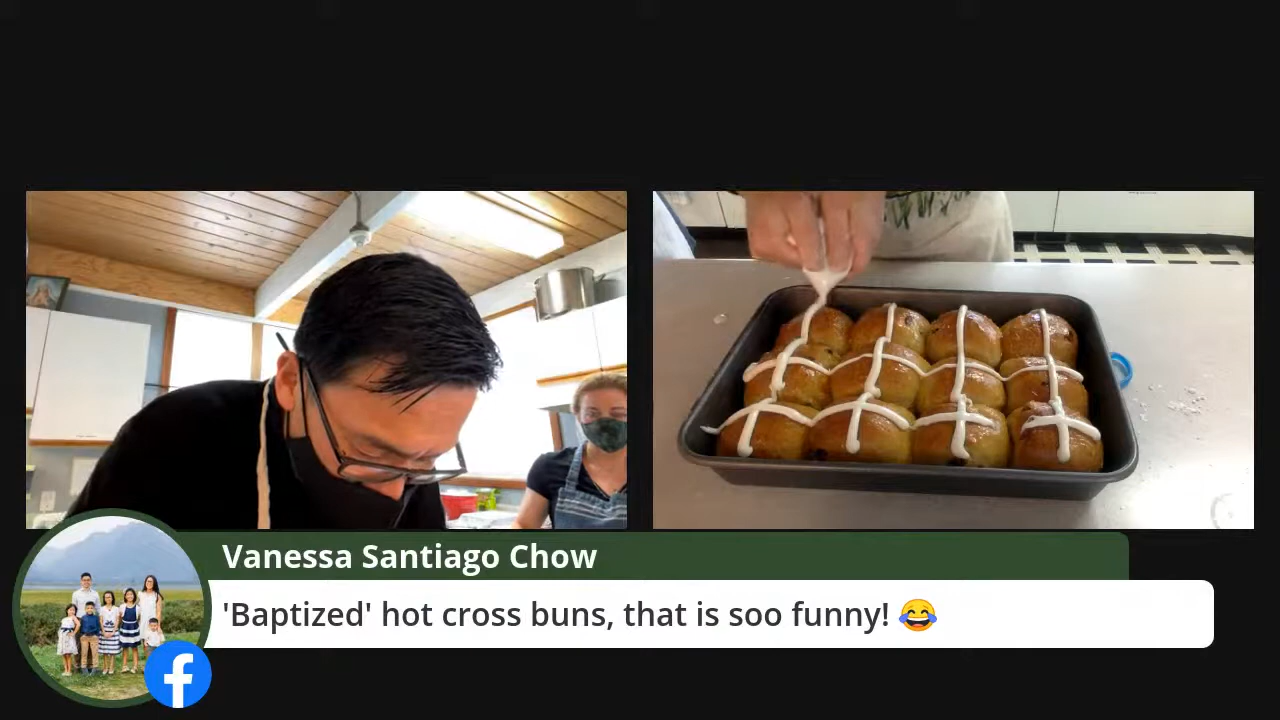 Vanessa Santiago Chow
'Baptized' hot cross buns, that is soo funny! 😂